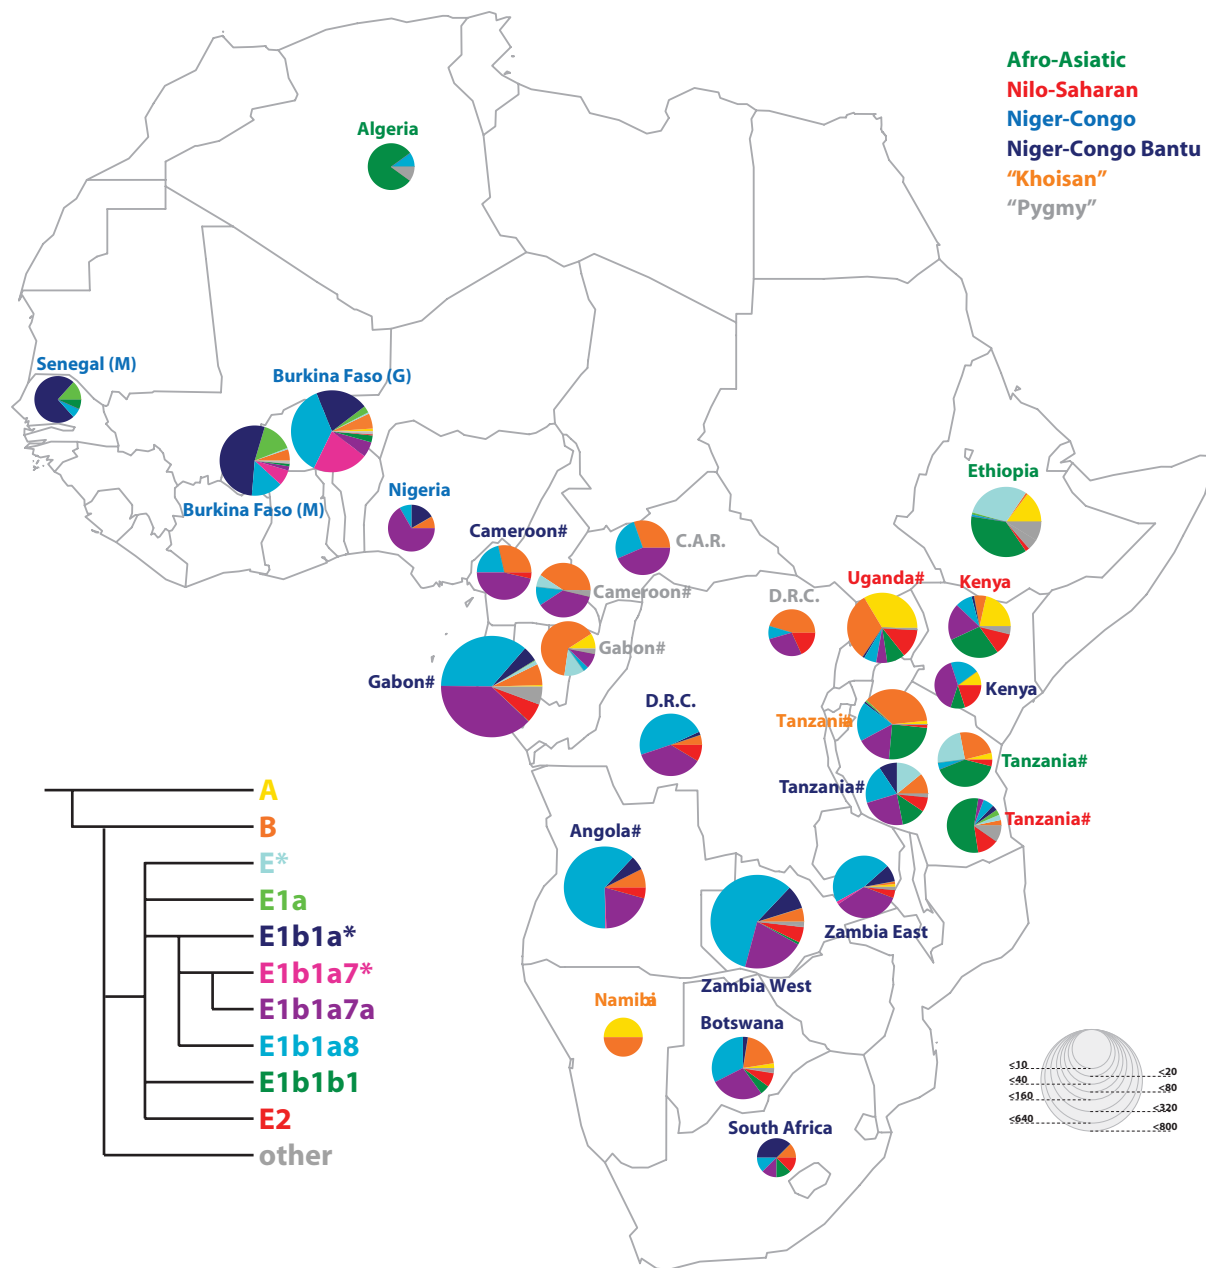 Afro-Asiatic
Nilo-Saharan
Niger-Congo
Niger-Congo Bantu
“Khoisan”
“Pygmy”
Algeria
Senegal (M)
Burkina Faso (G)
Burkina Faso (M)
Nigeria
Cameroon#
C.A.R.
Cameroon#
Gabon#
Gabon#
D.R.C.
D.R.C.
Ethiopia
Uganda#
Kenya
Kenya
Tanzania#
Tanzania#
Tanzania#
Tanzania#
Angola#
Zambia East
Zambia West
Namibia
Botswana
South Africa
A
B
E*
E1a
E1b1a*
E1b1a7*
E1b1a7a
E1b1a8
E1b1b1
E2
other
<10
<20
<40
<80
<160
<320
<640
<800